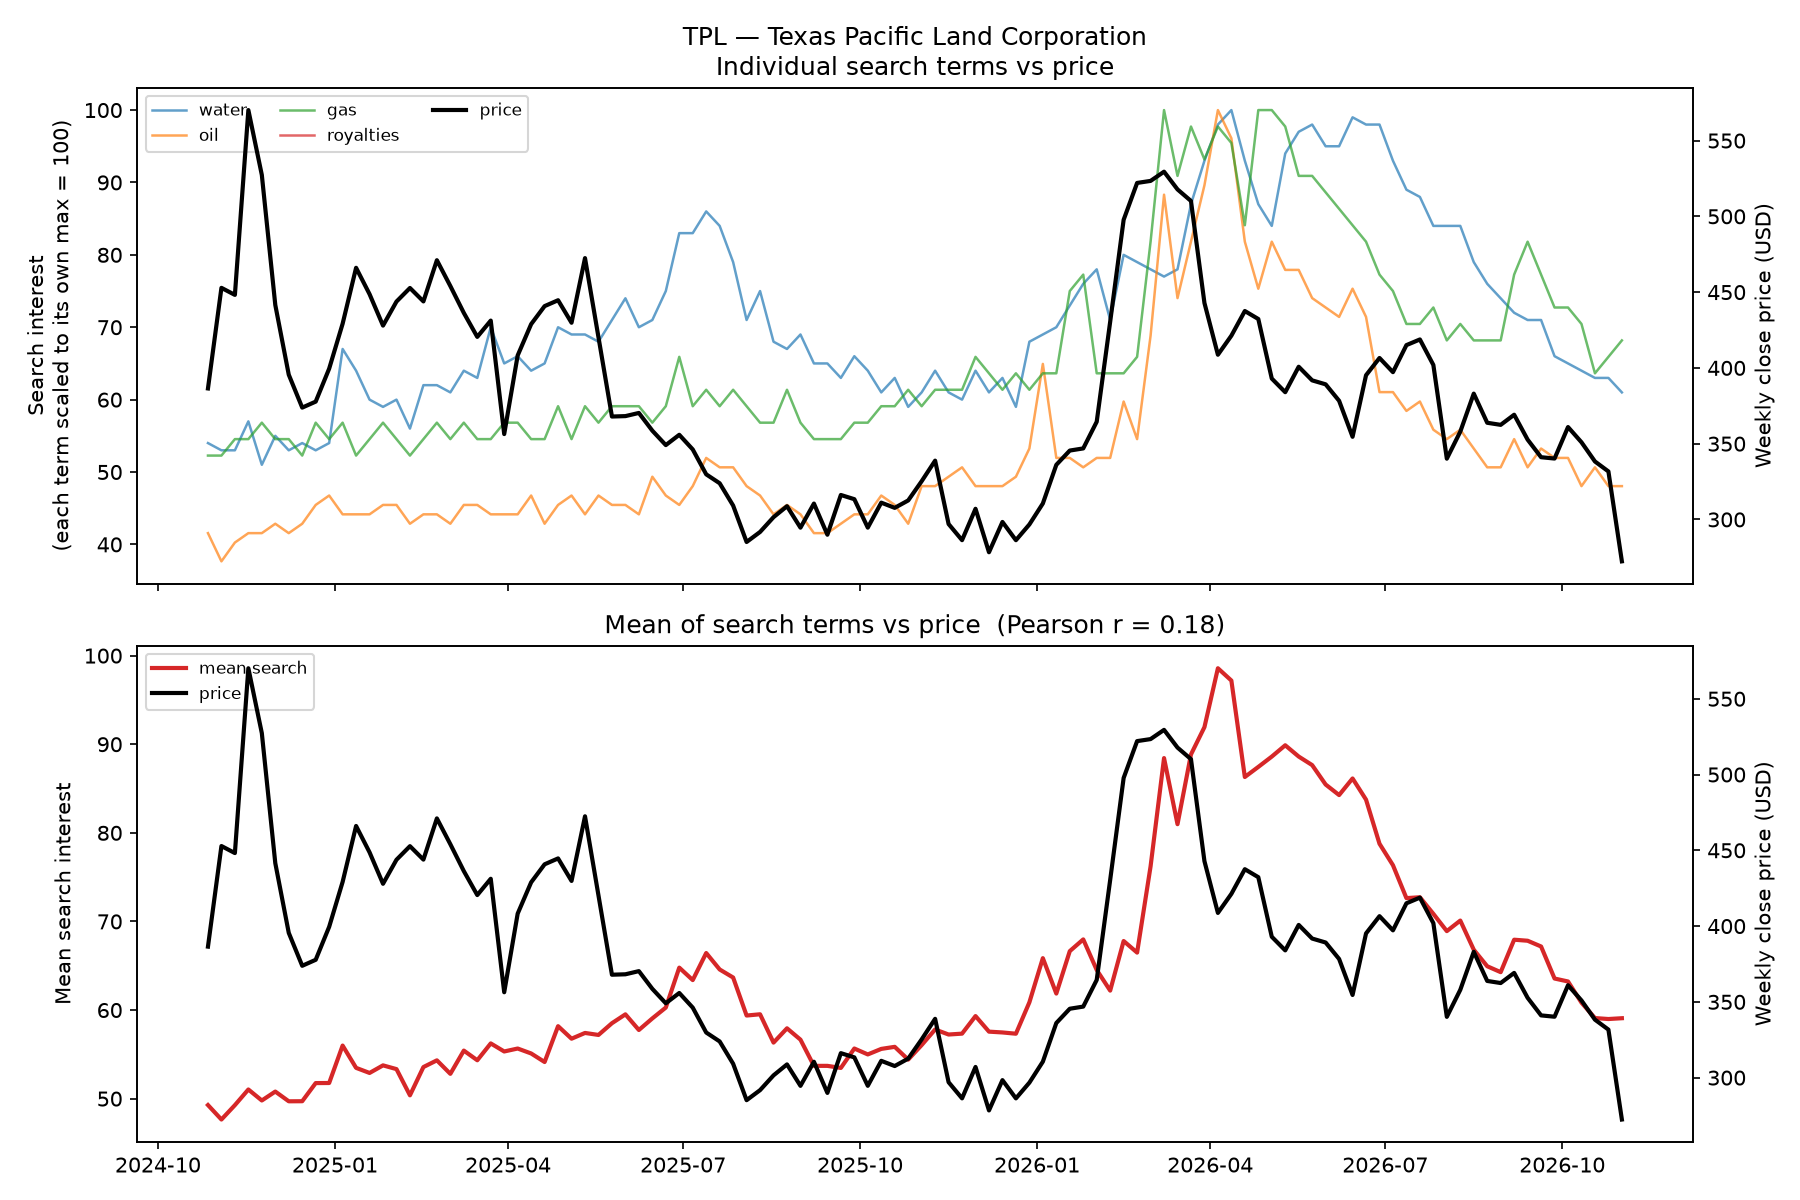 TPL — Texas Pacific Land Corporation
Individual search terms vs price
water gas price
oil royalties
Search interest
(each term scaled to its own max = 100)
100
90
80
70
60
50
40
550
500
450
400
350
300
Weekly close price (USD)
Mean of search terms vs price (Pearson r = 0.18)
mean search
price
Mean search interest
100
90
80
70
60
50
550
500
450
400
350
300
Weekly close price (USD)
2024-10 2025-01 2025-04 2025-07 2025-10 2026-01 2026-04 2026-07 2026-10